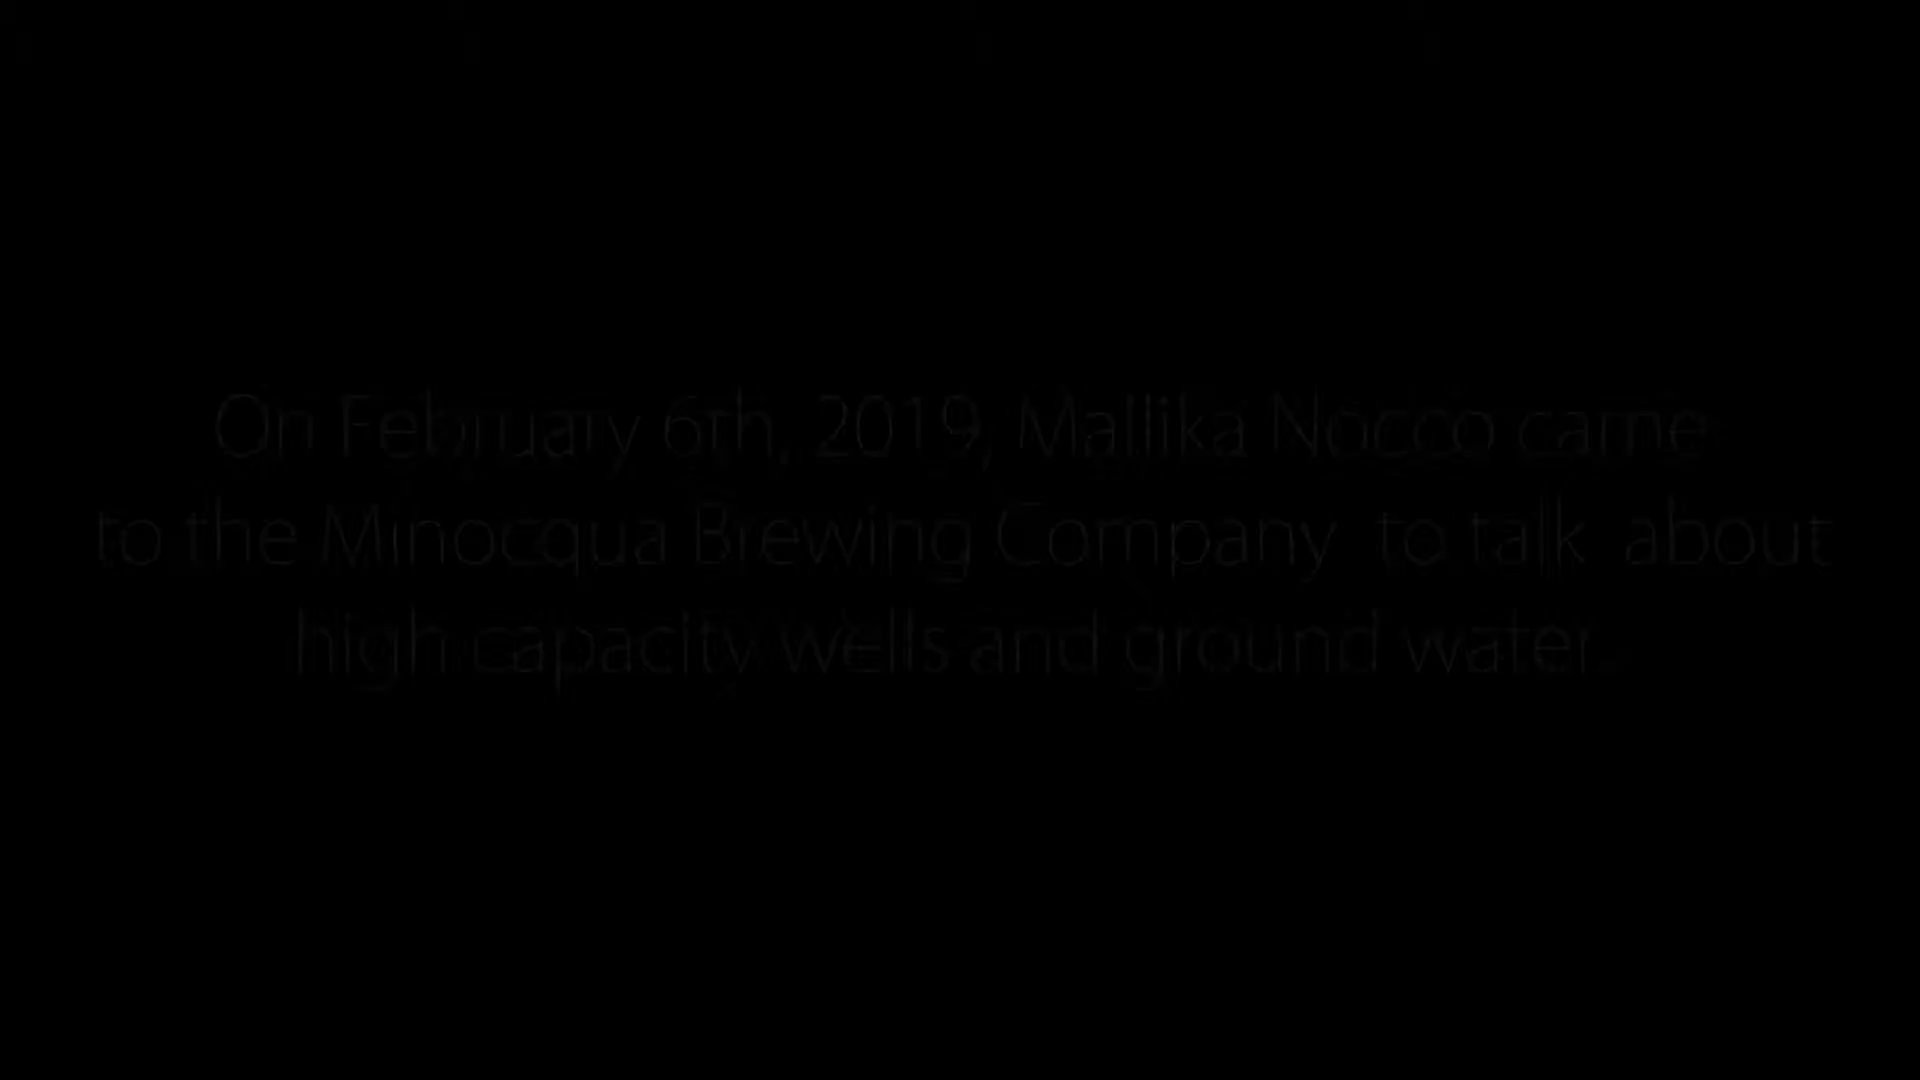 On February 6th, 2019, Mallika Nocco came
to the Minocqua Brewing Company to talk about
high capacity wells and ground water.